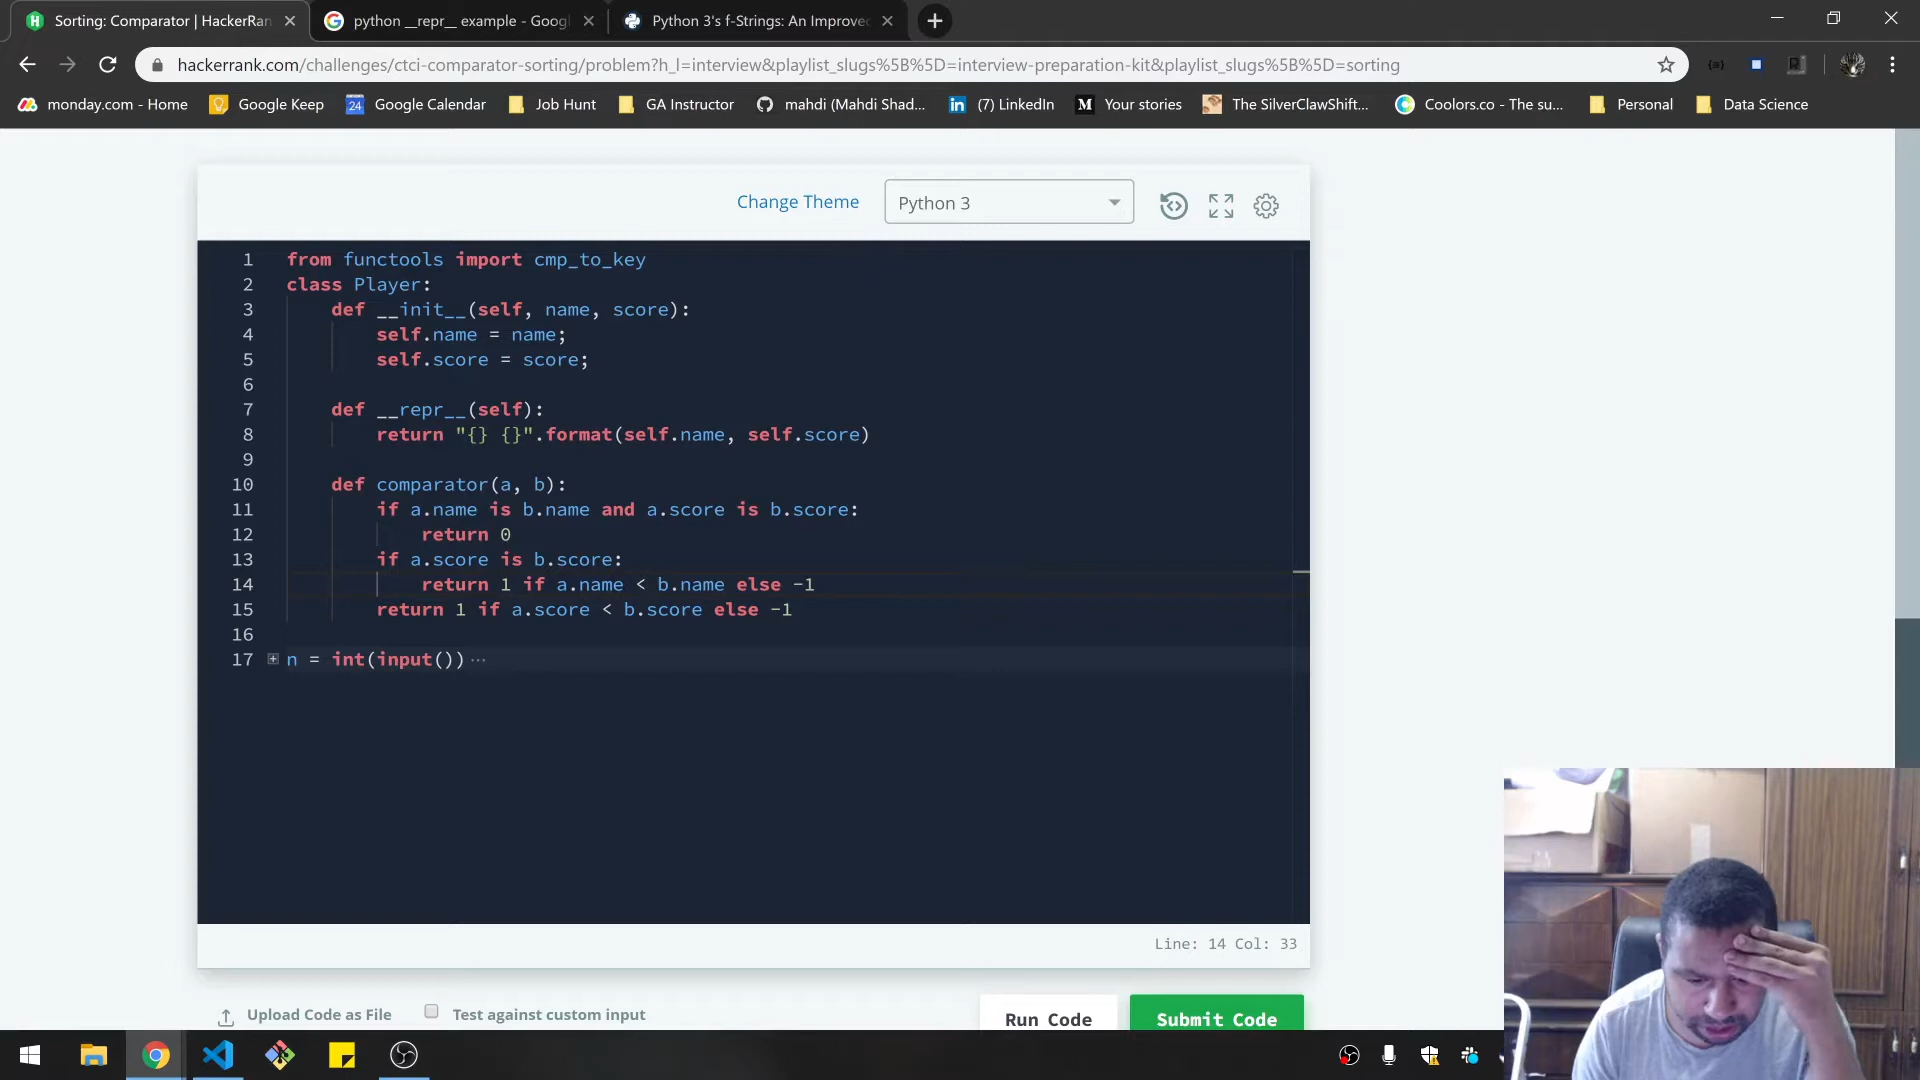 Sorting: Comparator | HackerRan
python __repr__ example - Googl
Python 3's f-Strings: An Improved
hackerrank.com/challenges/ctci-comparator-sorting/problem?h_l=interview&playlist_slugs%5B%5D=interview-preparation-kit&playlist_slugs%5B%5D=sorting
monday.com - Home Google Keep 24 Google Calendar Job Hunt GA Instructor mahdi (Mahdi Shad... in (7) LinkedIn M Your stories The SilverClawShift... Coolors.co - The su... Personal Data Science
Change Theme Python 3
1 from functools import cmp_to_key
2 class Player:
3 def __init__(self, name, score):
4 self.name = name;
5 self.score = score;
6
7 def __repr__(self):
8 return "{} {}".format(self.name, self.score)
9
10 def comparator(a, b):
11 if a.name is b.name and a.score is b.score:
12 return 0
13 if a.score is b.score:
14 return 1 if a.name < b.name else -1
15 return 1 if a.score < b.score else -1
16
17 n = int(input()) ...
Line: 14 Col: 33
Upload Code as File Test against custom input Run Code Submit Code